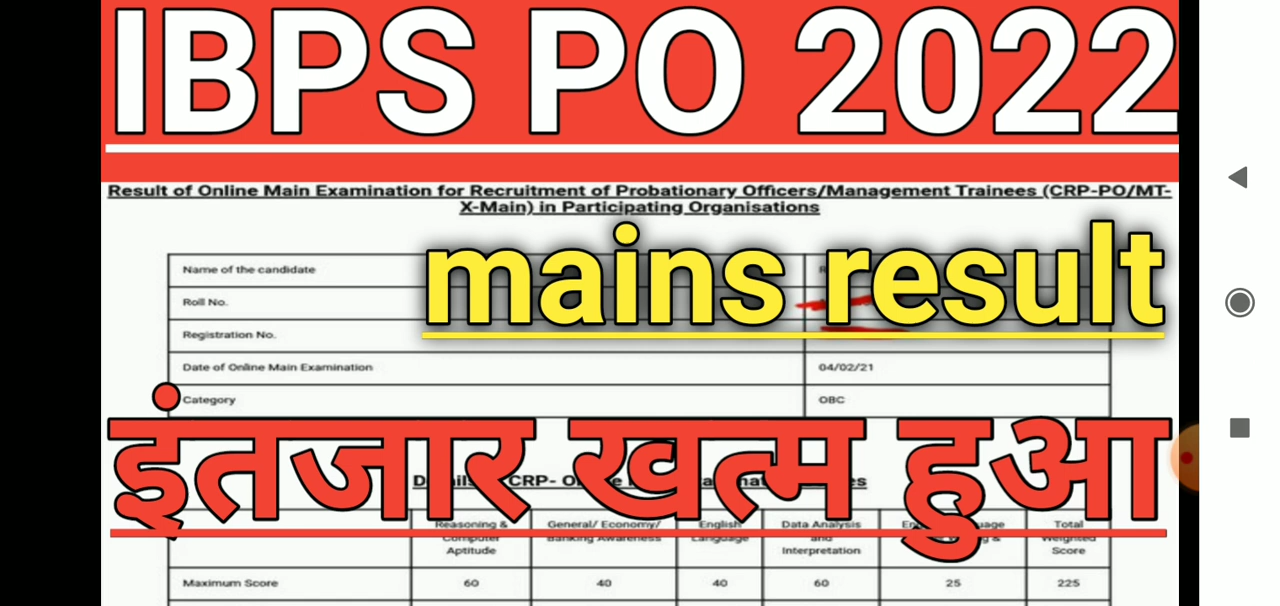 IBPS PO 2022
Result of Online Main Examination for Recruitment of Probationary Officers/Management Trainees (CRP-PO/MT-
X-Main) in Participating Organisations
mains result
Name of the candidate
Roll No.
Registration No.
Date of Online Main Examination 04/02/21
Category OBC
इंतजार खत्म हुआ
CRP-
Reasoning & General/ Economy/ English Data Analysis Total
Computer Banking Awareness Language and Weighted
Aptitude Interpretation Score
Maximum Score 60 40 40 60 25 225